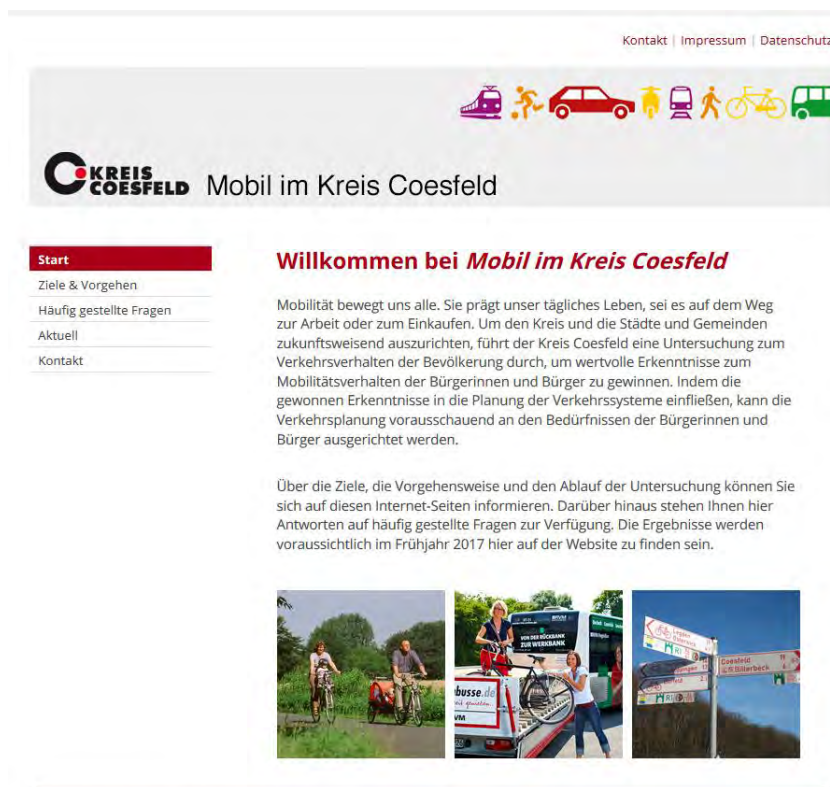 Kontakt | Impressum | Datenschutz
KREIS
COESFELD
Mobil im Kreis Coesfeld
Start
Ziele & Vorgehen
Häufig gestellte Fragen
Aktuell
Kontakt
Willkommen bei Mobil im Kreis Coesfeld
Mobilität bewegt uns alle. Sie prägt unser tägliches Leben, sei es auf dem Weg
zur Arbeit oder zum Einkaufen. Um den Kreis und die Städte und Gemeinden
zukunftsweisend auszurichten, führt der Kreis Coesfeld eine Untersuchung zum
Verkehrsverhalten der Bevölkerung durch, um wertvolle Erkenntnisse zum
Mobilitätsverhalten der Bürgerinnen und Bürger zu gewinnen. Indem die
gewonnen Erkenntnisse in die Planung der Verkehrssysteme einfließen, kann die
Verkehrsplanung vorausschauend an den Bedürfnissen der Bürgerinnen und
Bürger ausgerichtet werden.
Über die Ziele, die Vorgehensweise und den Ablauf der Untersuchung können Sie
sich auf diesen Internet-Seiten informieren. Darüber hinaus stehen Ihnen hier
Antworten auf häufig gestellte Fragen zur Verfügung. Die Ergebnisse werden
voraussichtlich im Frühjahr 2017 hier auf der Website zu finden sein.
VON DER RÜCKBANK
ZUR WERKBANK
busse.de
VM
Coesfeld
Billerbeck